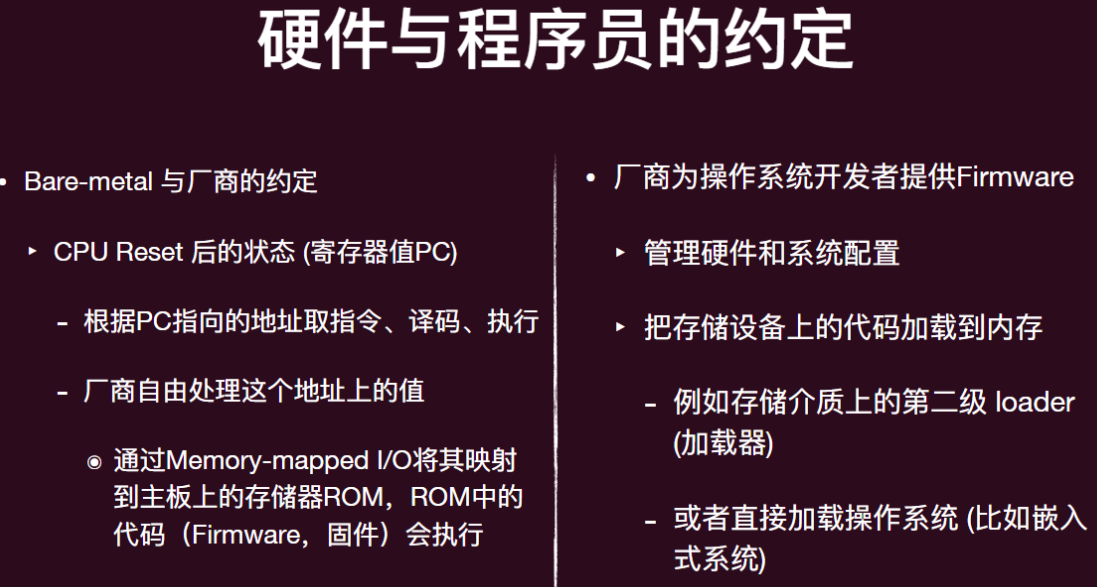 硬件与程序员的约定
• Bare-metal 与厂商的约定
‣ CPU Reset 后的状态 (寄存器值PC)
- 根据PC指向的地址取指令、译码、执行
- 厂商自由处理这个地址上的值
◉ 通过Memory-mapped I/O将其映射
到主板上的存储器ROM，ROM中的
代码（Firmware，固件）会执行
• 厂商为操作系统开发者提供Firmware
‣ 管理硬件和系统配置
‣ 把存储设备上的代码加载到内存
- 例如存储介质上的第二级 loader
(加载器)
- 或者直接加载操作系统 (比如嵌入
式系统)